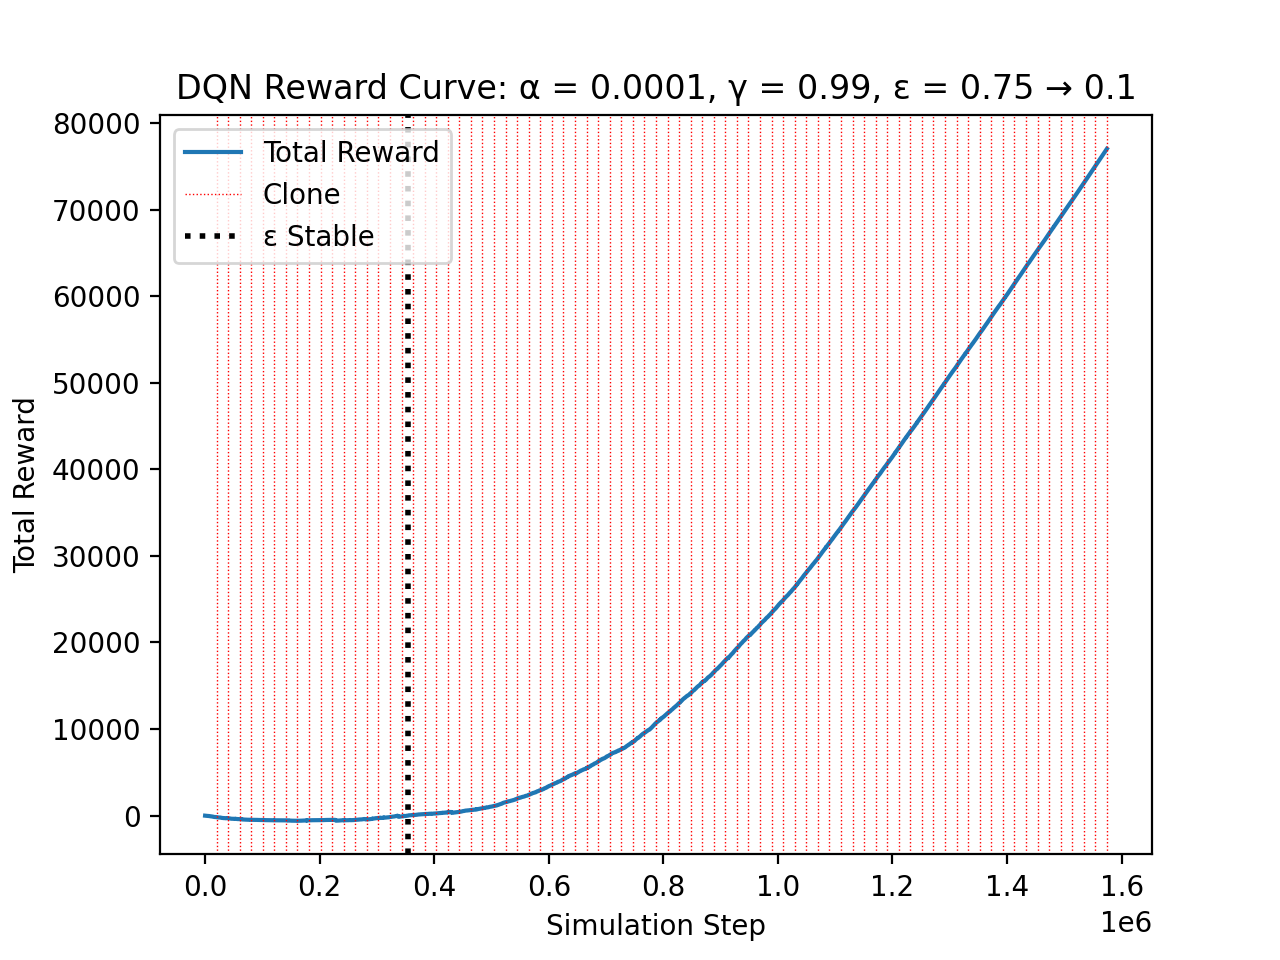 DQN Reward Curve: α = 0.0001, γ = 0.99, ε = 0.75 → 0.1
80000
70000
60000
50000
40000
30000
20000
10000
0
Total Reward
Total Reward
Clone
ε Stable
0.0 0.2 0.4 0.6 0.8 1.0 1.2 1.4 1.6
1e6
Simulation Step